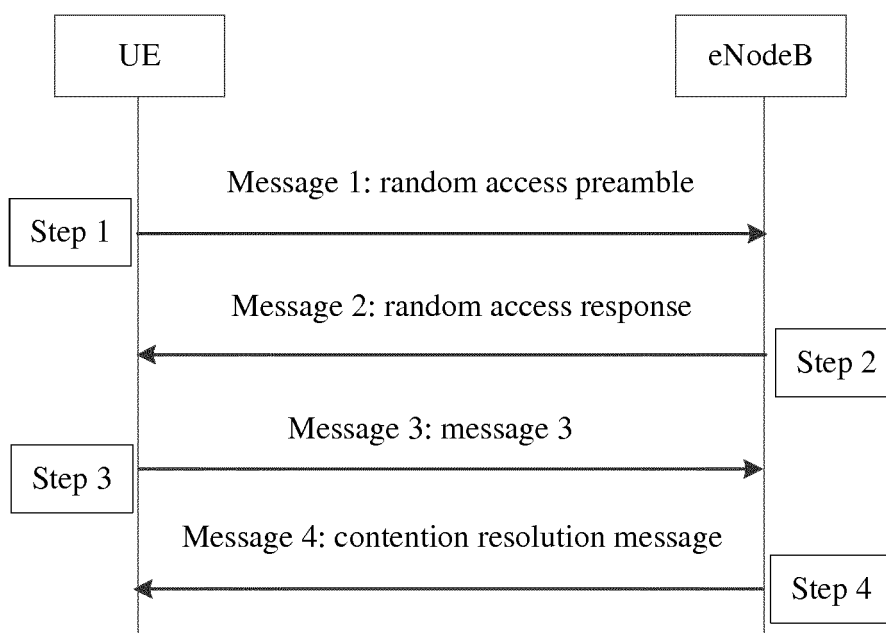 UE
eNodeB
Message 1: random access preamble
Step 1
Message 2: random access response
Step 2
Message 3: message 3
Step 3
Message 4: contention resolution message
Step 4